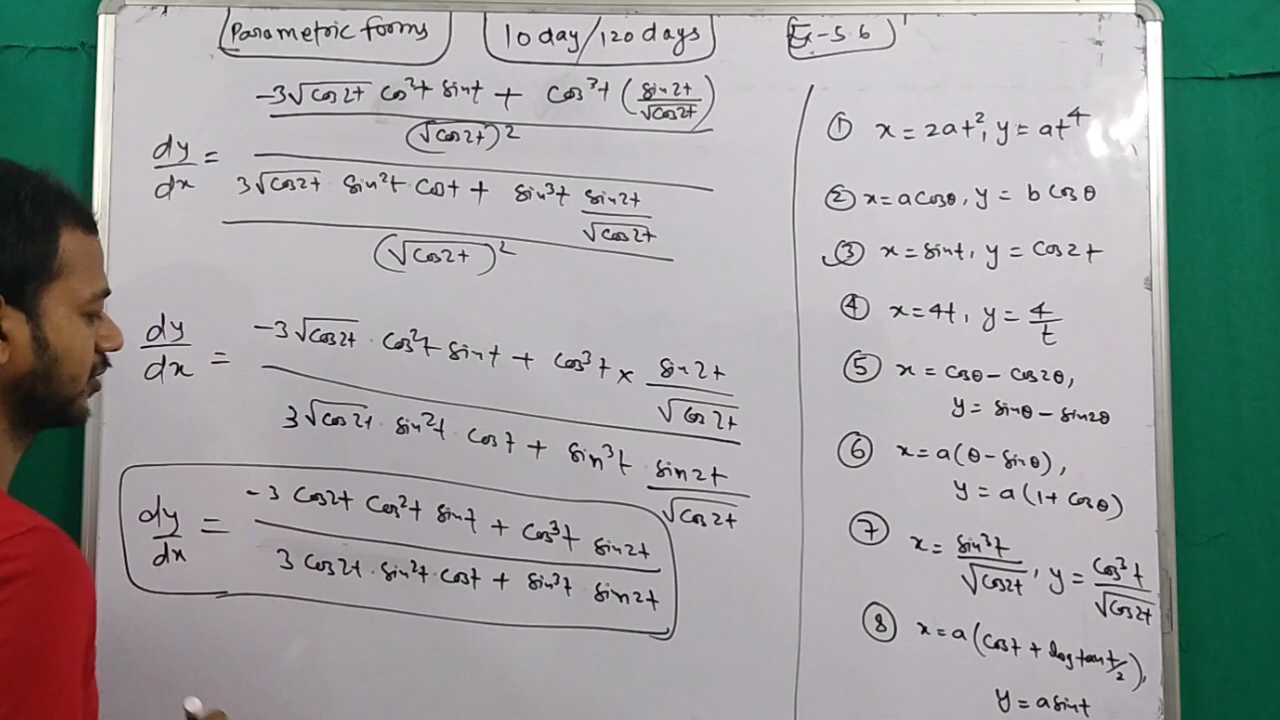 Parametric forms 10 day/120 days Ex-5.6
-3√cos2t cos²t sint + cos³t (sin2t/√cos2t)
(√cos2t)²
dy/dx =
3√cos2t · sin²t · cost + sin³t sin2t/√cos2t
(√cos2t)²
dy/dx = -3√cos2t · cos²t sint + cos³t × sin2t/√cos2t
3√cos2t · sin²t · cost + sin³t · sin2t/√cos2t
dy/dx = -3 cos2t cos²t sint + cos³t sin2t
3 cos2t · sin²t · cost + sin³t · sin2t
① x = 2at², y = at⁴
② x = a cosθ, y = b cosθ
③ x = sint, y = cos2t
④ x = 4t, y = 4/t
⑤ x = cosθ - cos2θ,
y = sinθ - sin2θ
⑥ x = a(θ - sinθ),
y = a(1 + cosθ)
⑦ x = sin³t/√cos2t, y = cos³t/√cos2t
⑧ x = a(cost + log tan t/2),
y = a sint